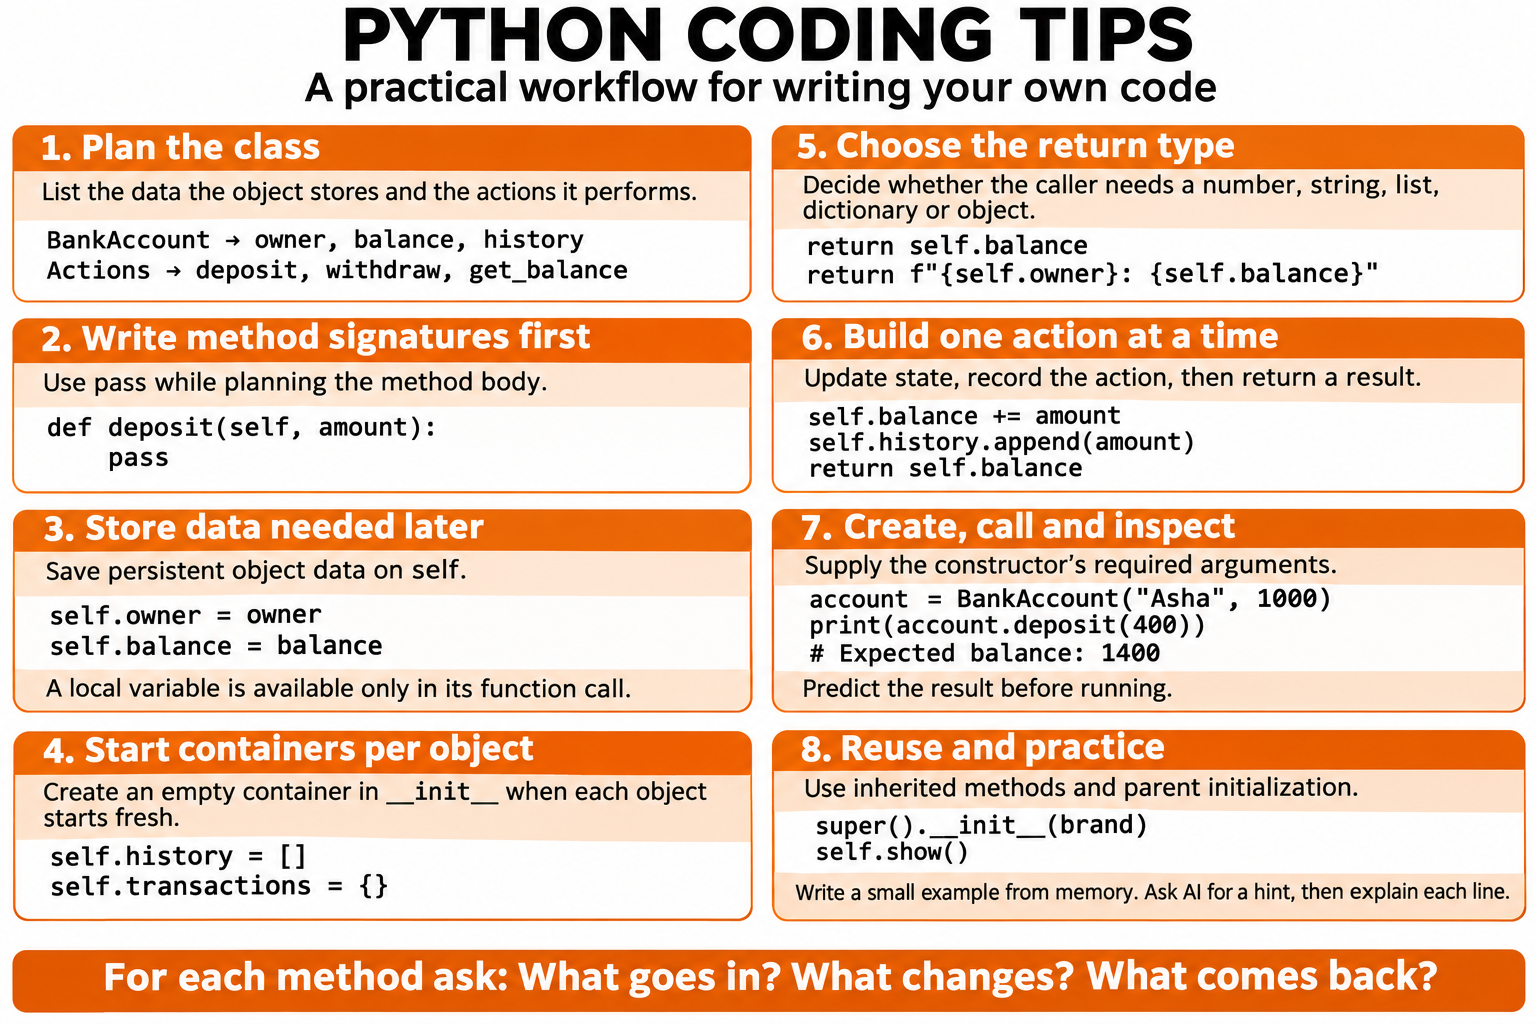 PYTHON CODING TIPS
A practical workflow for writing your own code
1. Plan the class
List the data the object stores and the actions it performs.
BankAccount → owner, balance, history
Actions → deposit, withdraw, get_balance
2. Write method signatures first
Use pass while planning the method body.
def deposit(self, amount):
    pass
3. Store data needed later
Save persistent object data on self.
self.owner = owner
self.balance = balance
A local variable is available only in its function call.
4. Start containers per object
Create an empty container in __init__ when each object
starts fresh.
self.history = []
self.transactions = {}
5. Choose the return type
Decide whether the caller needs a number, string, list,
dictionary or object.
return self.balance
return f"{self.owner}: {self.balance}"
6. Build one action at a time
Update state, record the action, then return a result.
self.balance += amount
self.history.append(amount)
return self.balance
7. Create, call and inspect
Supply the constructor’s required arguments.
account = BankAccount("Asha", 1000)
print(account.deposit(400))
# Expected balance: 1400
Predict the result before running.
8. Reuse and practice
Use inherited methods and parent initialization.
super().__init__(brand)
self.show()
Write a small example from memory. Ask AI for a hint, then explain each line.
For each method ask: What goes in? What changes? What comes back?